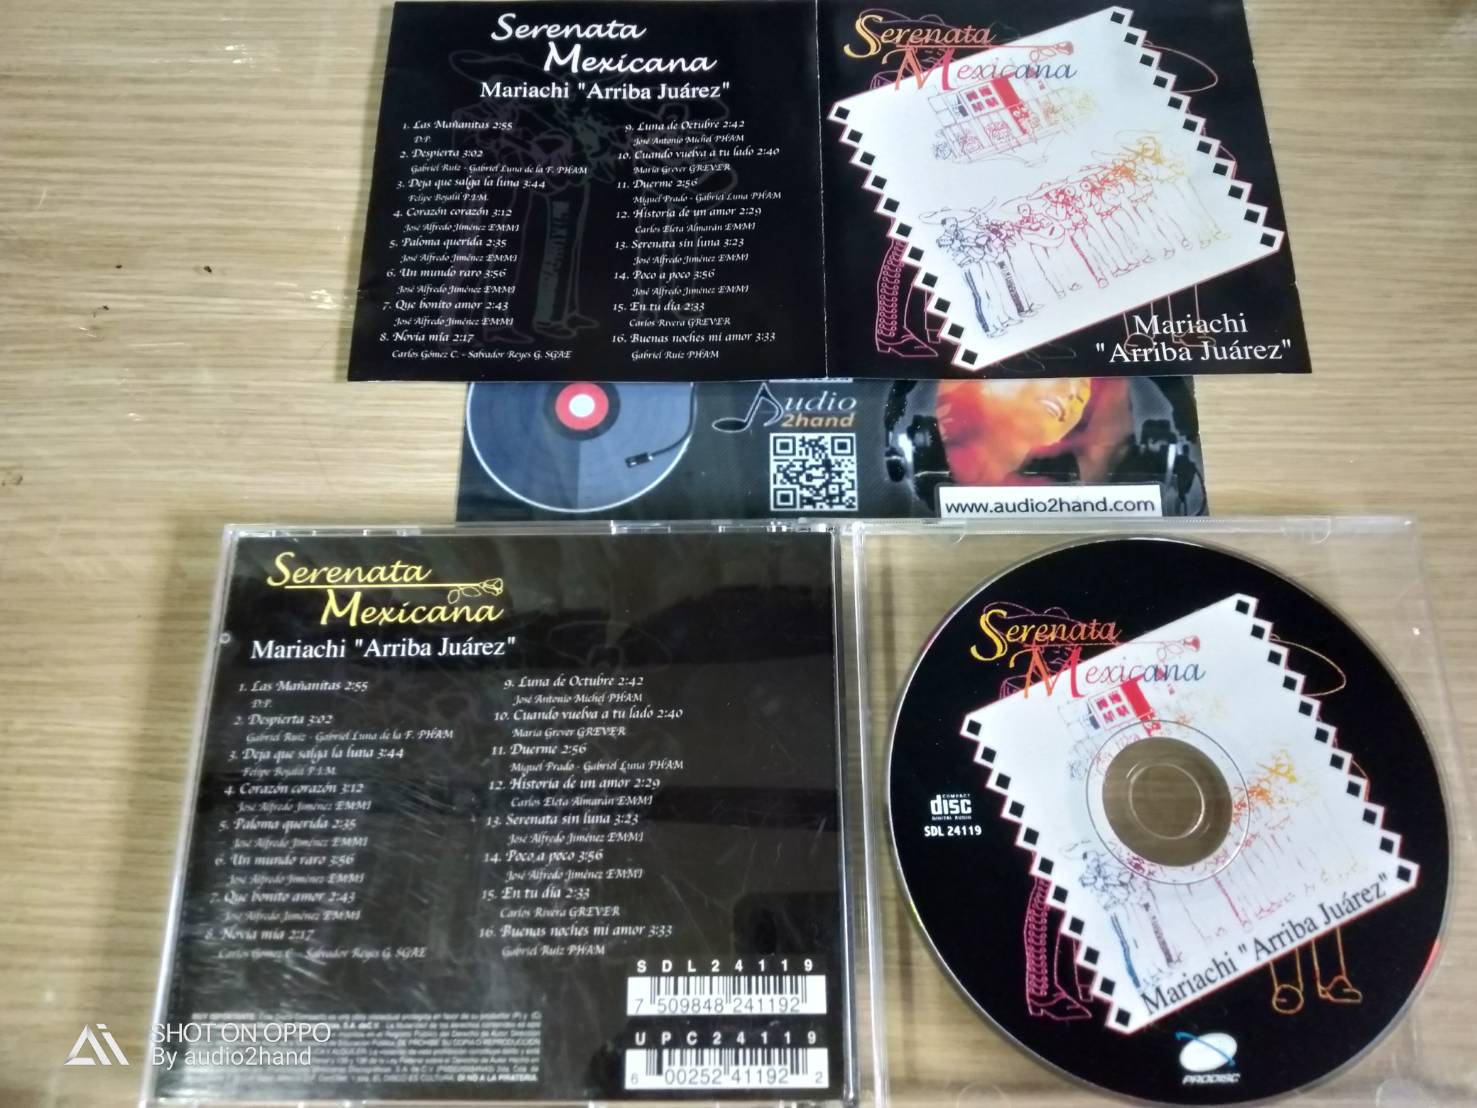 Serenata
Mexicana
Mariachi "Arriba Juárez"
1. Las Mañanitas 2:55
D.P.
2. Despierta 3:02
Gabriel Ruiz - Gabriel Luna de la F. PHAM
3. Deja que salga la luna 3:44
Felipe Bojalil P.I.M.
4. Corazón corazón 3:12
José Alfredo Jiménez EMMI
5. Paloma querida 2:35
José Alfredo Jiménez EMMI
6. Un mundo raro 3:56
José Alfredo Jiménez EMMI
7. Que bonito amor 2:43
José Alfredo Jiménez EMMI
8. Novia mía 2:17
Carlos Gómez C. - Salvador Reyes G. SGAE
9. Luna de Octubre 2:42
José Antonio Michel PHAM
10. Cuando vuelva a tu lado 2:40
María Grever GREVER
11. Duerme 2:56
Miguel Prado - Gabriel Luna PHAM
12. Historia de un amor 2:29
Carlos Eleta Almarán EMMI
13. Serenata sin luna 3:23
José Alfredo Jiménez EMMI
14. Poco a poco 3:56
José Alfredo Jiménez EMMI
15. En tu día 2:33
Carlos Rivera GREVER
16. Buenas noches mi amor 3:33
Gabriel Ruiz PHAM
Serenata
Mexicana
Mariachi
"Arriba Juárez"
Audio
2hand
www.audio2hand.com
Serenata
Mexicana
Mariachi "Arriba Juárez"
1. Las Mañanitas 2:55
D.P.
2. Despierta 3:02
Gabriel Ruiz - Gabriel Luna de la F. PHAM
3. Deja que salga la luna 3:44
Felipe Bojalil P.I.M.
4. Corazón corazón 3:12
José Alfredo Jiménez EMMI
5. Paloma querida 2:35
José Alfredo Jiménez EMMI
6. Un mundo raro 3:56
José Alfredo Jiménez EMMI
7. Que bonito amor 2:43
José Alfredo Jiménez EMMI
8. Novia mía 2:17
Carlos Gómez C. - Salvador Reyes G. SGAE
9. Luna de Octubre 2:42
José Antonio Michel PHAM
10. Cuando vuelva a tu lado 2:40
María Grever GREVER
11. Duerme 2:56
Miguel Prado - Gabriel Luna PHAM
12. Historia de un amor 2:29
Carlos Eleta Almarán EMMI
13. Serenata sin luna 3:23
José Alfredo Jiménez EMMI
14. Poco a poco 3:56
José Alfredo Jiménez EMMI
15. En tu día 2:33
Carlos Rivera GREVER
16. Buenas noches mi amor 3:33
Gabriel Ruiz PHAM
SDL24119
7 509848 241192
UPC24119
6 00252 41192 2
EL DISCO ES CULTURA. DI NO A LA PIRATERIA.
SHOT ON OPPO
By audio2hand
Serenata
Mexicana
COMPACT
disc
DIGITAL AUDIO
SDL 24119
Mariachi "Arriba Juárez"
PRODISC